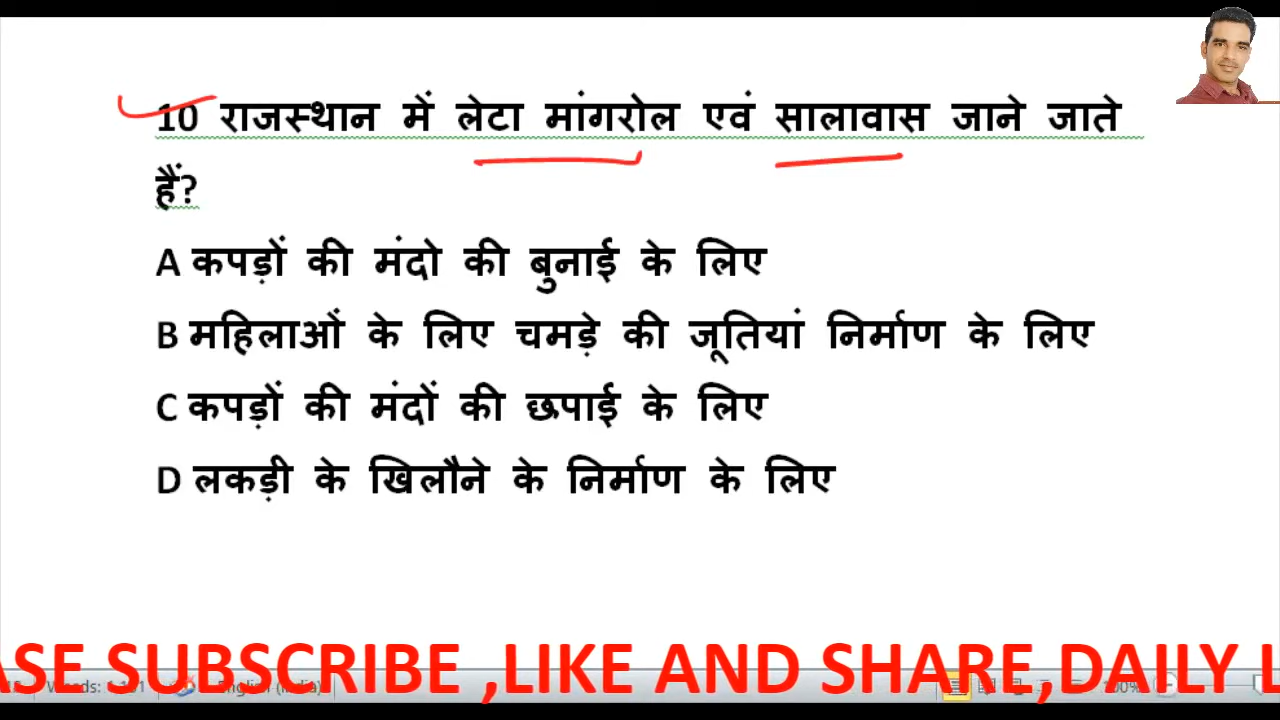 10 राजस्थान में लेटा मांगरोल एवं सालावास जाने जाते
हैं?
A कपड़ों की मंदो की बुनाई के लिए
B महिलाओं के लिए चमड़े की जूतियां निर्माण के लिए
C कपड़ों की मंदों की छपाई के लिए
D लकड़ी के खिलौने के निर्माण के लिए
ASE SUBSCRIBE ,LIKE AND SHARE,DAILY L